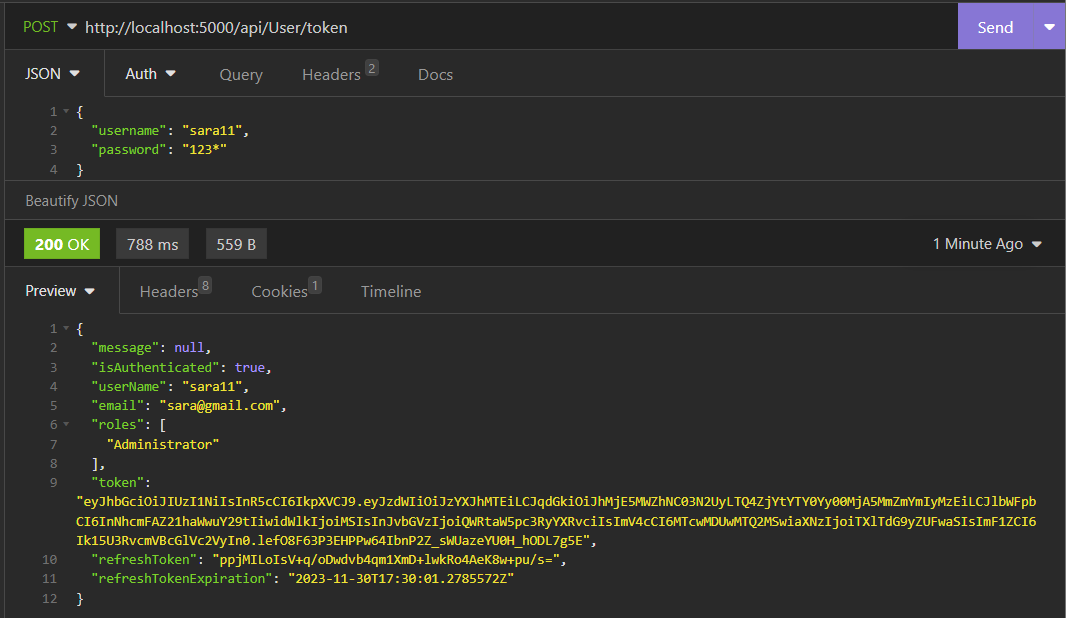 POST http://localhost:5000/api/User/token Send
JSON Auth Query Headers 2 Docs
1 {
2 "username": "sara11",
3 "password": "123*"
4 }
Beautify JSON
200 OK 788 ms 559 B 1 Minute Ago
Preview Headers 8 Cookies 1 Timeline
1 {
2 "message": null,
3 "isAuthenticated": true,
4 "userName": "sara11",
5 "email": "sara@gmail.com",
6 "roles": [
7 "Administrator"
8 ],
9 "token":
"eyJhbGciOiJIUzI1NiIsInR5cCI6IkpXVCJ9.eyJzdWIiOiJzYXJhMTEiLCJqdGkiOiJhMjE5MWZhNC03N2UyLTQ4ZjYtYTY0Yy00MjA5MmZmYmIyMzEiLCJlbWFpb
CI6InNhcmFAZ21haWwuY29tIiwidWlkIjoiMSIsInJvbGVzIjoiQWRtaW5pc3RyYXRvciIsImV4cCI6MTcwMDUwMTQ2MSwiaXNzIjoiTXlTdG9yZUFwaSIsImF1ZCI6
Ik15U3RvcmVBcGlVc2VyIn0.lefO8F63P3EHPPw64IbnP2Z_sWUazeYU0H_hODL7g5E",
10 "refreshToken": "ppjMILoIsV+q/oDwdvb4qm1XmD+lwkRo4AeK8w+pu/s=",
11 "refreshTokenExpiration": "2023-11-30T17:30:01.2785572Z"
12 }